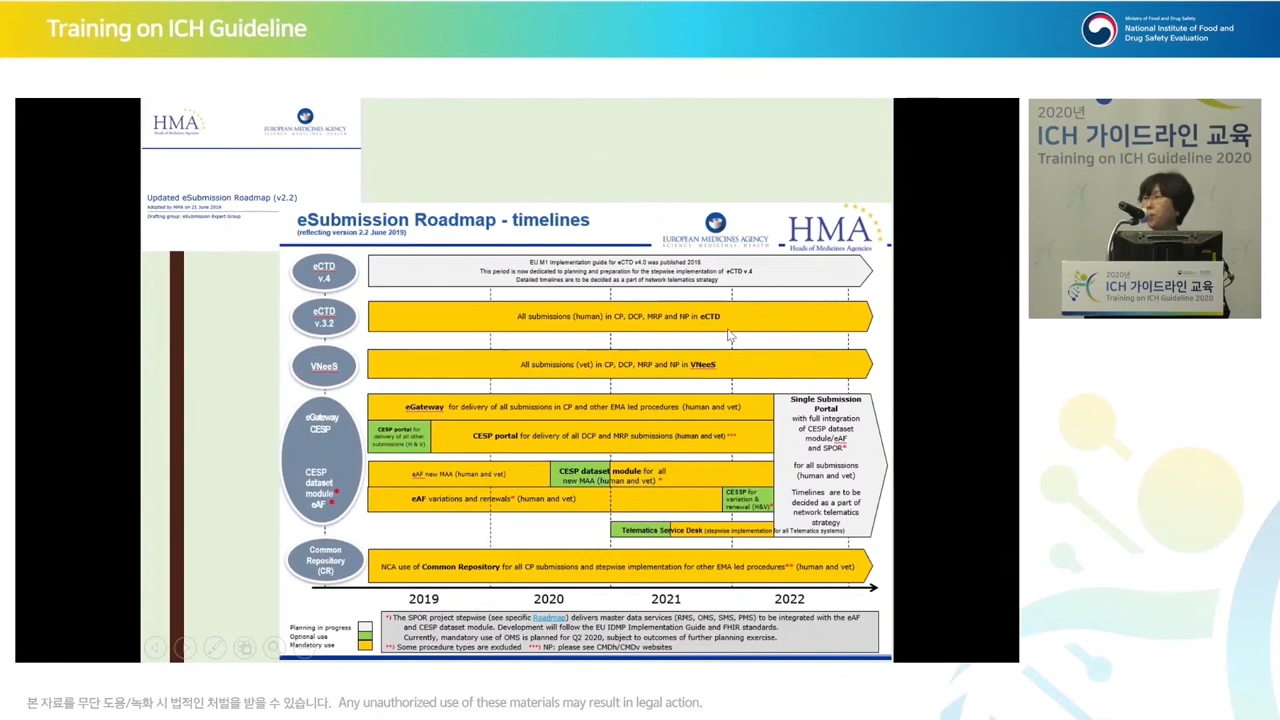 Training on ICH Guideline
Ministry of Food and Drug Safety
National Institute of Food and
Drug Safety Evaluation
HMA
Heads of Medicines Agencies
EUROPEAN MEDICINES AGENCY
SCIENCE MEDICINES HEALTH
Updated eSubmission Roadmap (v2.2)
Adopted by HMA on 21 June 2019
Drafting group: eSubmission Expert Group
eSubmission Roadmap - timelines
(reflecting version 2.2 June 2019)
EUROPEAN MEDICINES AGENCY
SCIENCE MEDICINES HEALTH
HMA
Heads of Medicines Agencies
eCTD
v.4
EU M1 Implementation guide for eCTD v4.0 was published 2018.
This period is now dedicated to planning and preparation for the stepwise implementation of eCTD v.4
Detailed timelines are to be decided as a part of network telematics strategy
eCTD
v.3.2
All submissions (human) in CP, DCP, MRP and NP in eCTD
VNeeS
All submissions (vet) in CP, DCP, MRP and NP in VNeeS
eGateway
CESP
CESP
dataset
module*
eAF *
eGateway for delivery of all submissions in CP and other EMA led procedures (human and vet)
CESP portal for
delivery of all other
submissions (H & V)
CESP portal for delivery of all DCP and MRP submissions (human and vet)***
eAF new MAA (human and vet)
CESP dataset module for all
new MAA (human and vet) *
eAF variations and renewals* (human and vet)
CESSP for
variation &
renewal (H&V)*
Telematics Service Desk (stepwise implementation for all Telematics systems)
Single Submission
Portal
with full integration
of CESP dataset
module/eAF
and SPOR*
for all submissions
(human and vet)
Timelines are to be
decided as a part of
network telematics
strategy
Common
Repository
(CR)
NCA use of Common Repository for all CP submissions and stepwise implementation for other EMA led procedures** (human and vet)
2019 2020 2021 2022
Planning in progress
Optional use
Mandatory use
*) The SPOR project stepwise (see specific Roadmap) delivers master data services (RMS, OMS, SMS, PMS) to be integrated with the eAF
and CESP dataset module. Development will follow the EU IDMP Implementation Guide and FHIR standards.
Currently, mandatory use of OMS is planned for Q2 2020, subject to outcomes of further planning exercise.
**) Some procedure types are excluded ***) NP: please see CMDh/CMDv websites
2020년
ICH 가이드라인 교육
Training on ICH Guideline 2020
2020년
ICH 가이드라인 교육
Training on ICH Guideline 2020
본 자료를 무단 도용/녹화 시 법적인 처벌을 받을 수 있습니다. Any unauthorized use of these materials may result in legal action.